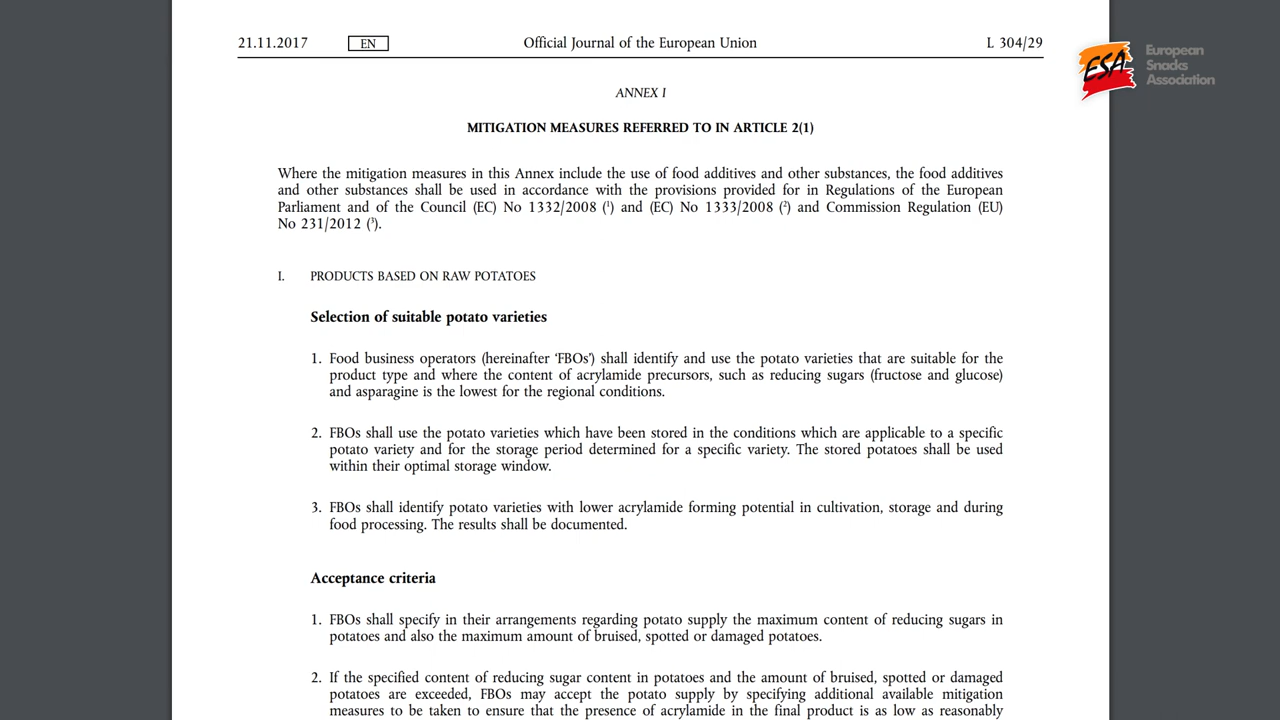 21.11.2017 EN Official Journal of the European Union L 304/29
ESA European
Snacks
Association
ANNEX I
MITIGATION MEASURES REFERRED TO IN ARTICLE 2(1)
Where the mitigation measures in this Annex include the use of food additives and other substances, the food additives
and other substances shall be used in accordance with the provisions provided for in Regulations of the European
Parliament and of the Council (EC) No 1332/2008 (¹) and (EC) No 1333/2008 (²) and Commission Regulation (EU)
No 231/2012 (³).
I. PRODUCTS BASED ON RAW POTATOES
Selection of suitable potato varieties
1. Food business operators (hereinafter ‘FBOs’) shall identify and use the potato varieties that are suitable for the
product type and where the content of acrylamide precursors, such as reducing sugars (fructose and glucose)
and asparagine is the lowest for the regional conditions.
2. FBOs shall use the potato varieties which have been stored in the conditions which are applicable to a specific
potato variety and for the storage period determined for a specific variety. The stored potatoes shall be used
within their optimal storage window.
3. FBOs shall identify potato varieties with lower acrylamide forming potential in cultivation, storage and during
food processing. The results shall be documented.
Acceptance criteria
1. FBOs shall specify in their arrangements regarding potato supply the maximum content of reducing sugars in
potatoes and also the maximum amount of bruised, spotted or damaged potatoes.
2. If the specified content of reducing sugar content in potatoes and the amount of bruised, spotted or damaged
potatoes are exceeded, FBOs may accept the potato supply by specifying additional available mitigation
measures to be taken to ensure that the presence of acrylamide in the final product is as low as reasonably